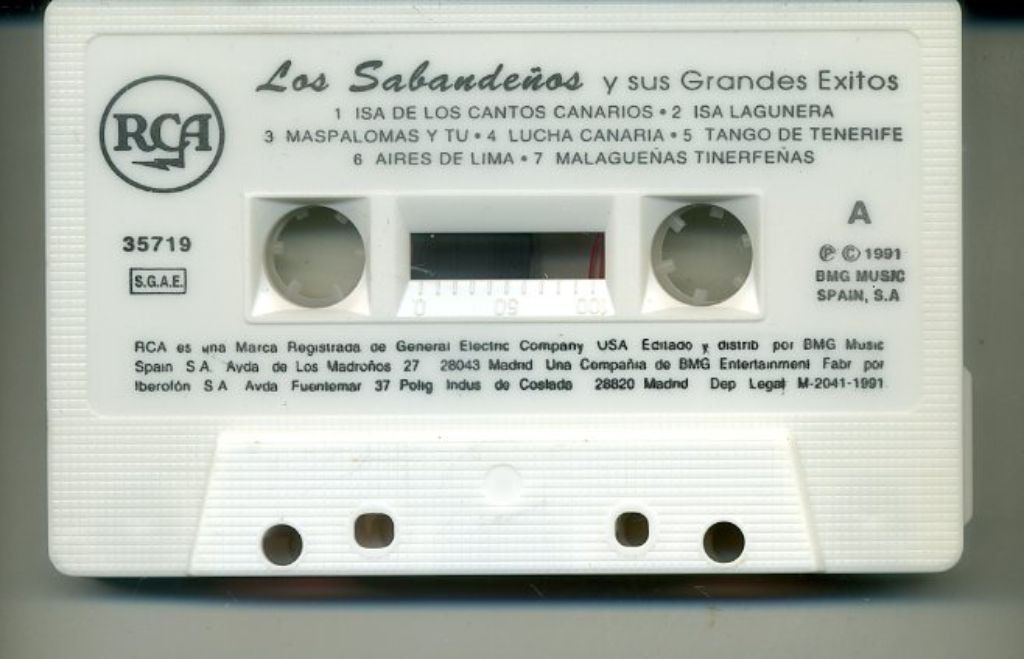 Los Sabandeños y sus Grandes Exitos
1 ISA DE LOS CANTOS CANARIOS • 2 ISA LAGUNERA
3 MASPALOMAS Y TU • 4 LUCHA CANARIA • 5 TANGO DE TENERIFE
6 AIRES DE LIMA • 7 MALAGUEÑAS TINERFEÑAS
RCA
35719
S.G.A.E.
A
℗ © 1991
BMG MUSIC
SPAIN, S.A
0 50 100
RCA es una Marca Registrada de General Electric Company USA Editado y distrib por BMG Music
Spain S A Avda de Los Madroños 27 28043 Madrid Una Compañia de BMG Entertainment Fabr por
Iberofón S A Avda Fuentemar 37 Polig Indus de Coslada 28820 Madrid Dep Legal M-2041-1991